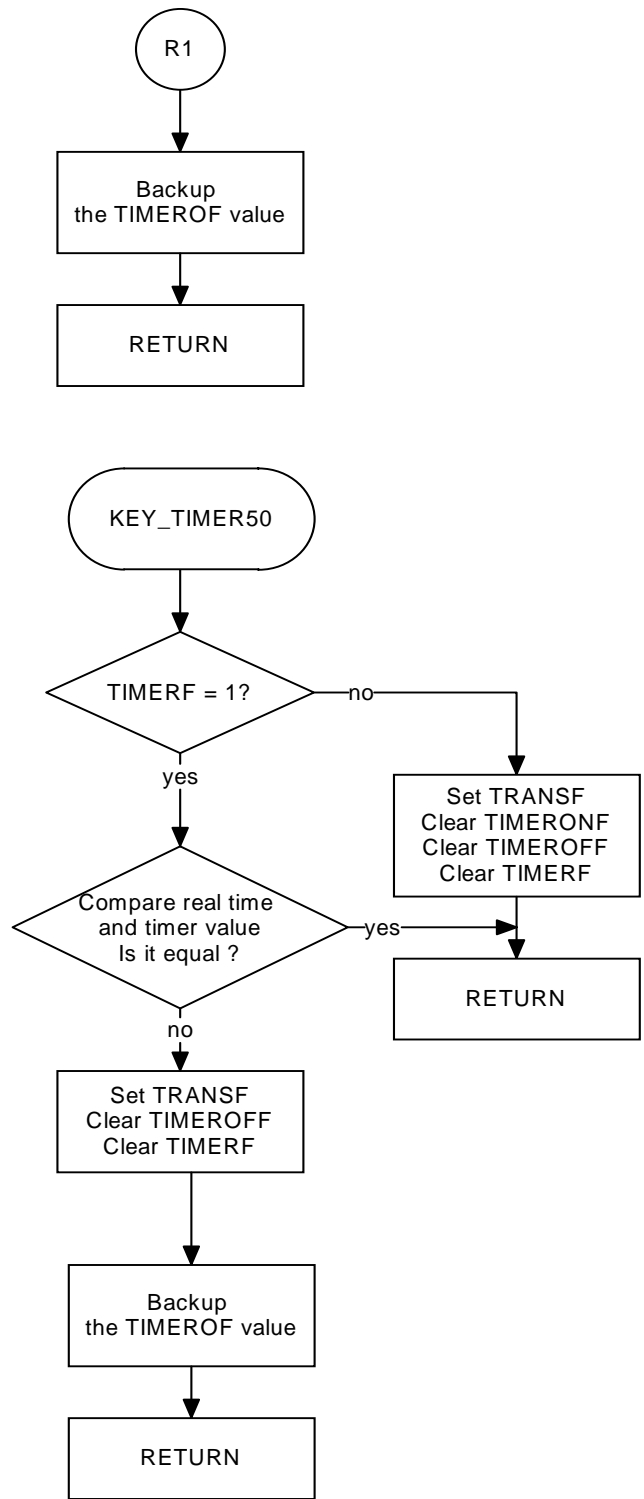 R1
Backup
the TIMEROF value
RETURN
KEY_TIMER50
TIMERF = 1?
no
yes
Set TRANSF
Clear TIMERONF
Clear TIMEROFF
Clear TIMERF
Compare real time
and timer value
Is it equal ?
yes
RETURN
no
Set TRANSF
Clear TIMEROFF
Clear TIMERF
Backup
the TIMEROF value
RETURN